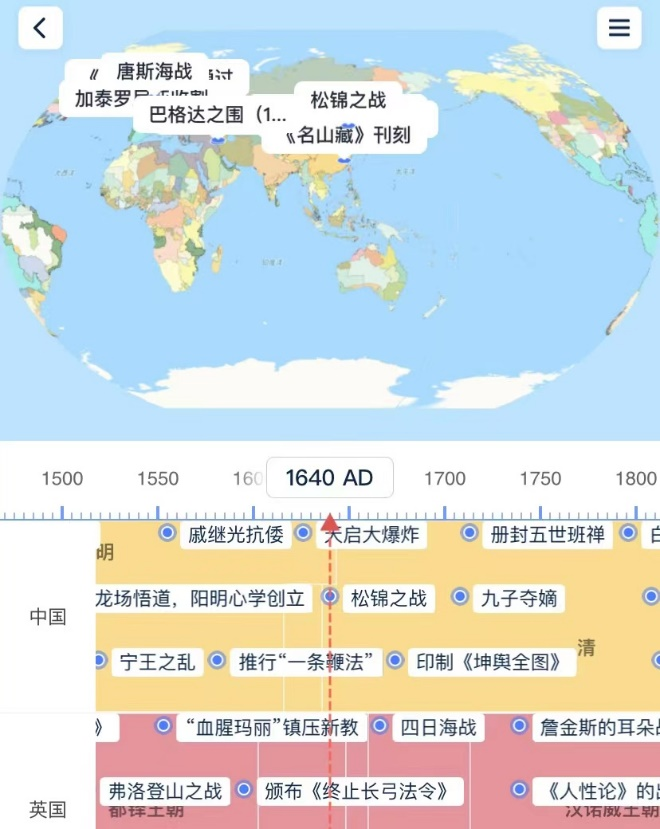 《
唐斯海战
过
加泰罗
松锦之战
巴格达之围（1...
《名山藏》刊刻
1500
1550
160
1640 AD
1700
1750
1800
戚继光抗倭
天启大爆炸
册封五世班禅
明
龙场悟道，阳明心学创立
松锦之战
九子夺嫡
中国
宁王之乱
推行“一条鞭法”
印制《坤舆全图》
清
》
“血腥玛丽”镇压新教
四日海战
詹金斯的耳朵
弗洛登山之战
颁布《终止长弓法令》
《人性论》的
英国
都铎王朝
汉诺威王朝